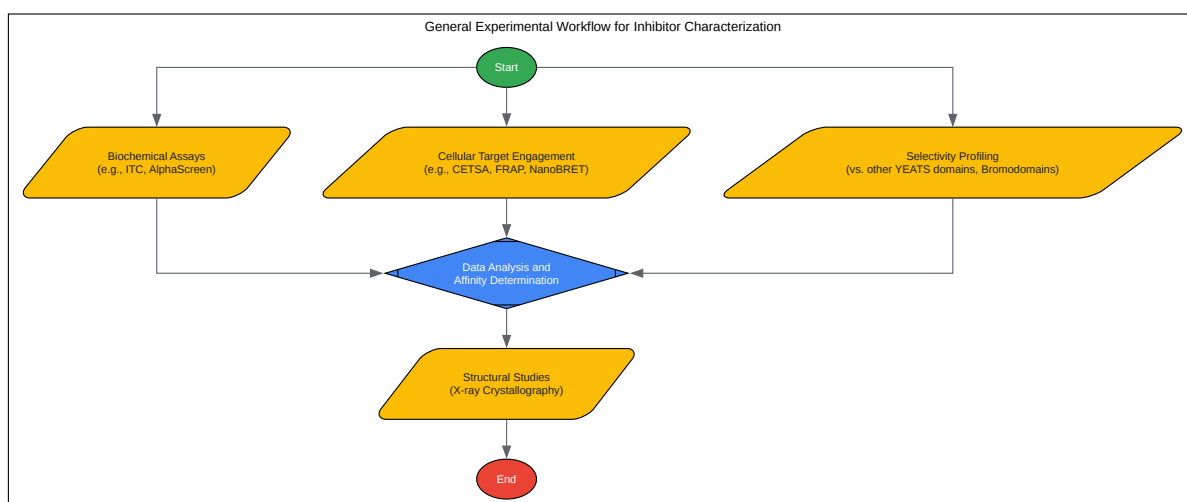 General Experimental Workflow for Inhibitor Characterization
Start
Biochemical Assays
(e.g., ITC, AlphaScreen)
Cellular Target Engagement
(e.g., CETSA, FRAP, NanoBRET)
Selectivity Profiling
(vs. other YEATS domains, Bromodomains)
Data Analysis and
Affinity Determination
Structural Studies
(X-ray Crystallography)
End